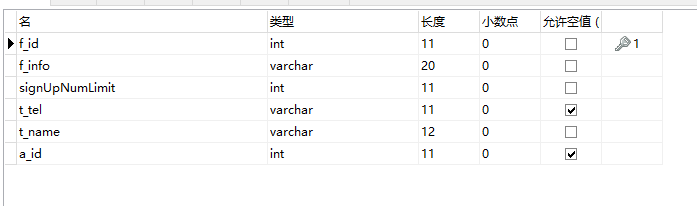 名 类型 长度 小数点 允许空值 (
f_id int 11 0 1
f_info varchar 20 0
signUpNumLimit int 11 0
t_tel varchar 11 0
t_name varchar 12 0
a_id int 11 0